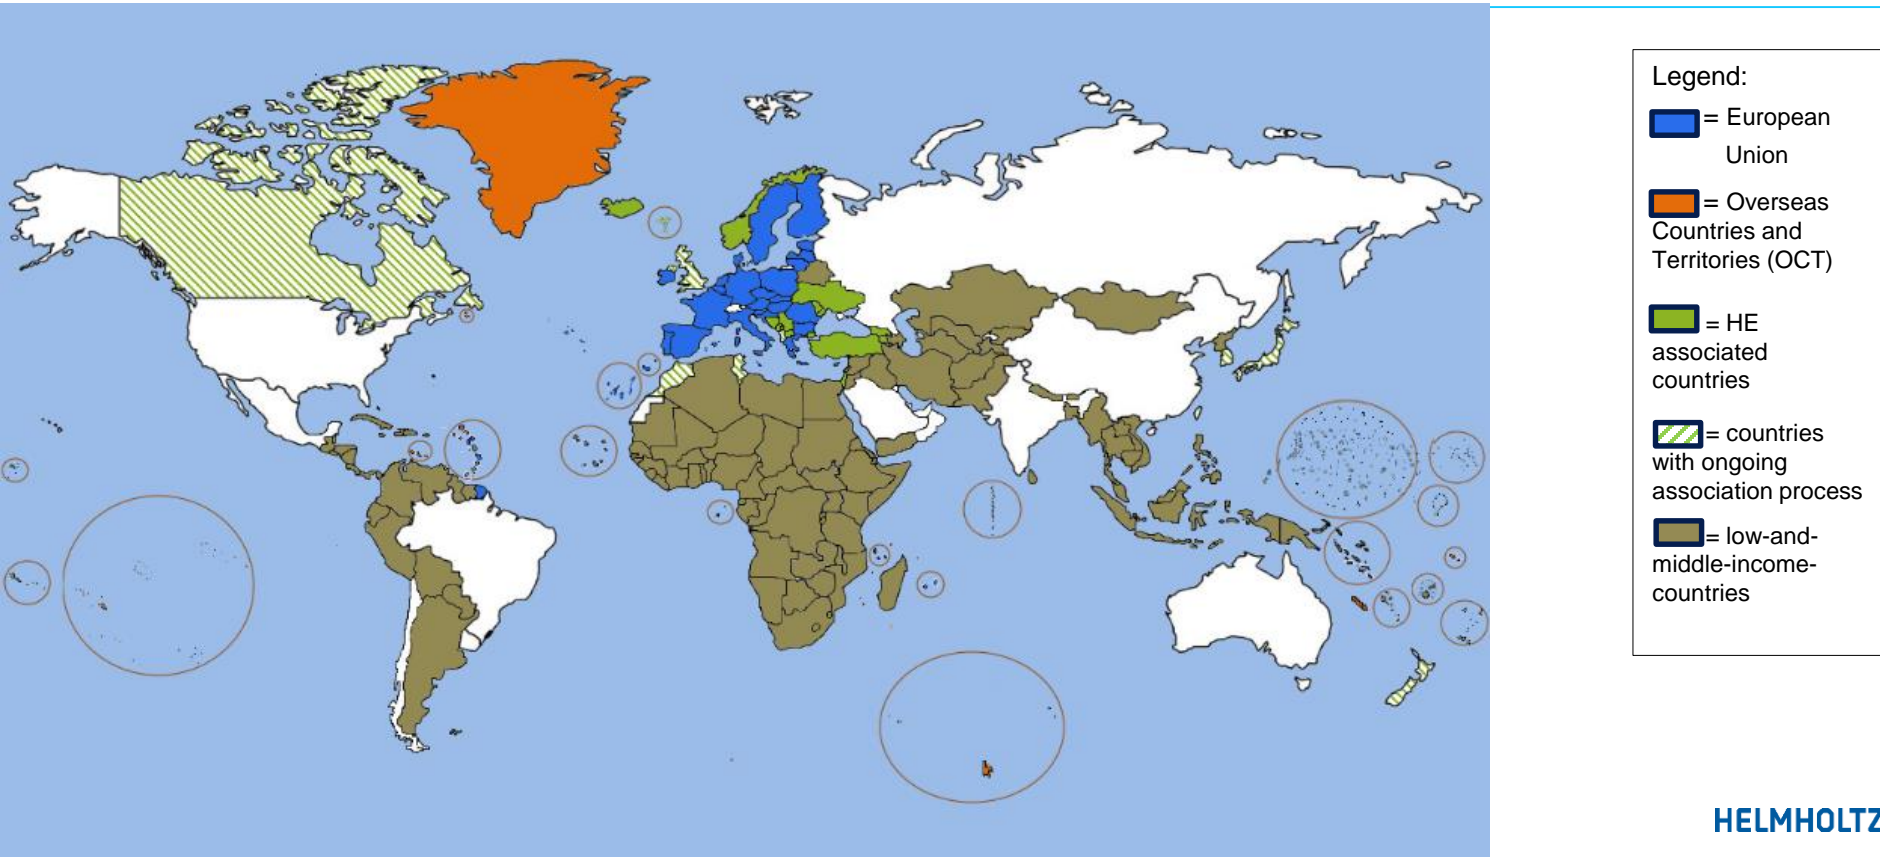 Legend:
= European
Union
= Overseas
Countries and
Territories (OCT)
= HE
associated
countries
= countries
with ongoing
association process
= low-and-
middle-income-
countries
HELMHOLTZ